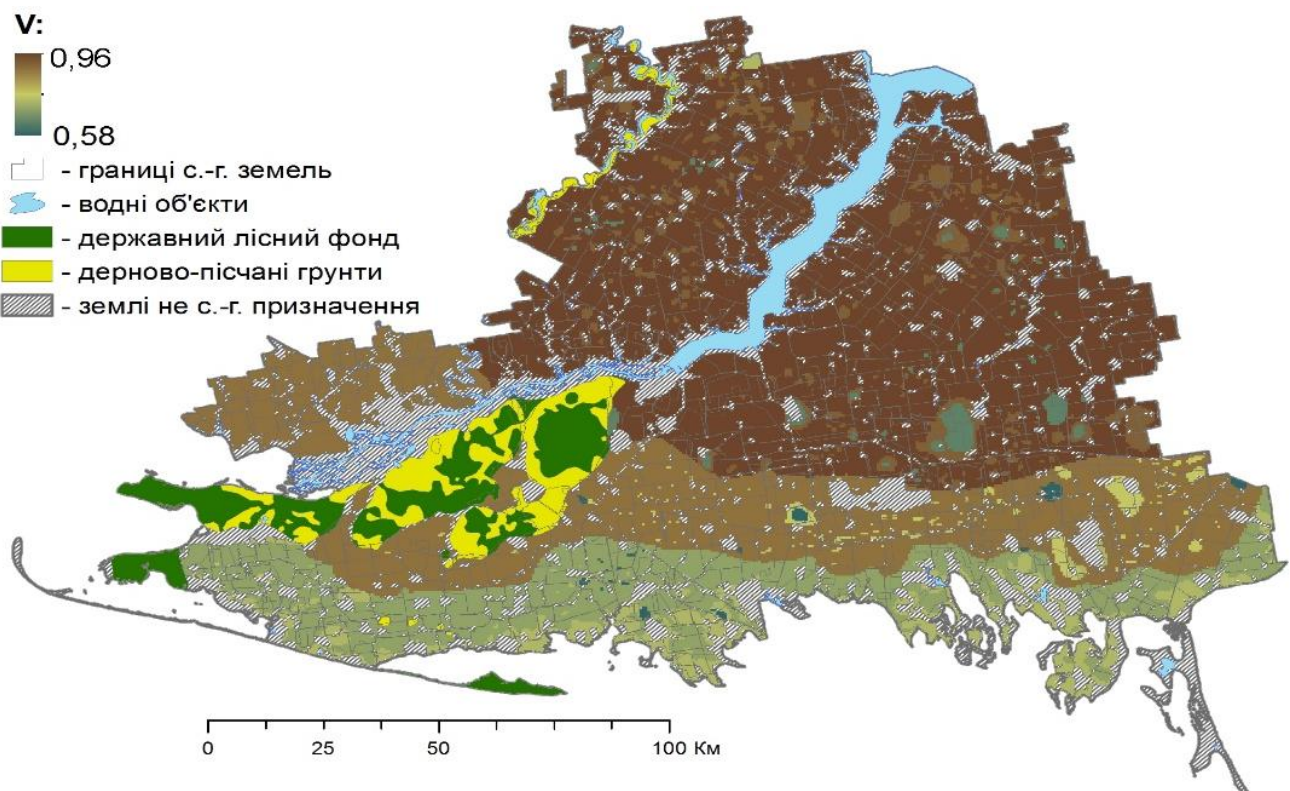 V:
0,96
0,58
- границі с.-г. земель
- водні об'єкти
- державний лісний фонд
- дерново-пісчані грунти
- землі не с.-г. призначення
0 25 50 100 Км